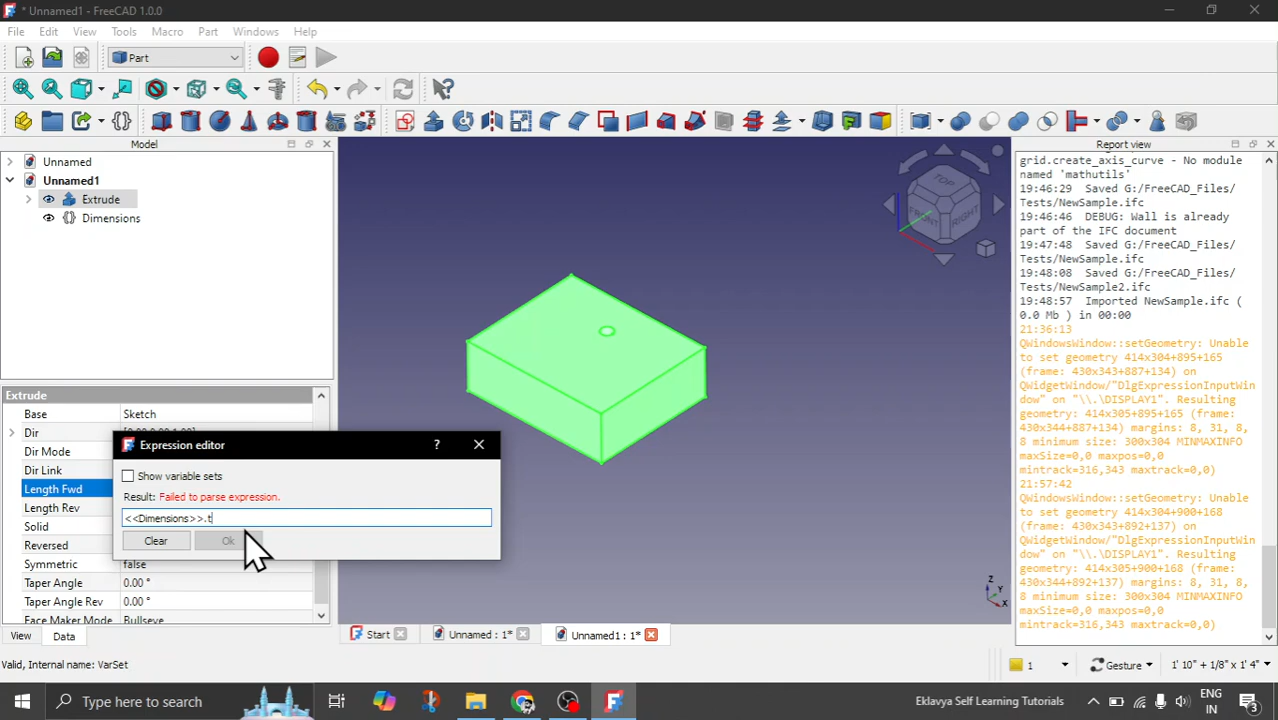 * Unnamed1 - FreeCAD 1.0.0
File Edit View Tools Macro Part Windows Help
Part
Model
Unnamed
Unnamed1
Extrude
Dimensions
Extrude
Base Sketch
Dir
Dir Mode
Dir Link
Length Fwd
Length Rev
Solid
Reversed
Symmetric false
Taper Angle 0.00 °
Taper Angle Rev 0.00 °
Face Maker Mode Bullseye
View Data
Valid, Internal name: VarSet
Expression editor
?
Show variable sets
Result: Failed to parse expression.
<<Dimensions>>.t
Clear Ok
TOP
FRONT
RIGHT
Z
Y
X
Start Unnamed : 1* Unnamed1 : 1*
Report view
grid.create_axis_curve - No module
named 'mathutils'
19:46:29 Saved G:/FreeCAD_Files/
Tests/NewSample.ifc
19:46:46 DEBUG: Wall is already
part of the IFC document
19:47:48 Saved G:/FreeCAD_Files/
Tests/NewSample.ifc
19:48:08 Saved G:/FreeCAD_Files/
Tests/NewSample2.ifc
19:48:57 Imported NewSample.ifc (
0.0 Mb ) in 00:00
21:36:13
QWindowsWindow::setGeometry: Unable
to set geometry 414x304+895+165
(frame: 430x343+887+134) on
QWidgetWindow/"DlgExpressionInputWin
dow" on "\\.\DISPLAY1". Resulting
geometry: 414x305+895+165 (frame:
430x344+887+134) margins: 8, 31, 8,
8 minimum size: 300x304 MINMAXINFO
maxSize=0,0 maxpos=0,0
mintrack=316,343 maxtrack=0,0)
21:57:42
QWindowsWindow::setGeometry: Unable
to set geometry 414x304+900+168
(frame: 430x343+892+137) on
QWidgetWindow/"DlgExpressionInputWin
dow" on "\\.\DISPLAY1". Resulting
geometry: 414x305+900+168 (frame:
430x344+892+137) margins: 8, 31, 8,
8 minimum size: 300x304 MINMAXINFO
maxSize=0,0 maxpos=0,0
mintrack=316,343 maxtrack=0,0)
1 Gesture 1' 10" + 1/8"x 1' 4"
Type here to search
Eklavya Self Learning Tutorials
ENG
IN
3